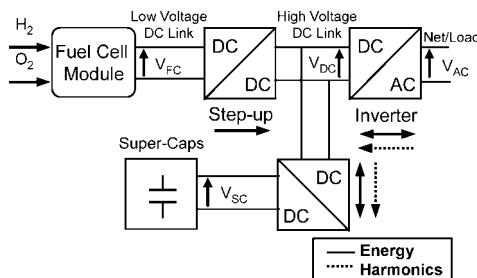 H2
O2
Fuel Cell
Module
Low Voltage
DC Link
VFC
DC
DC
Step-up
High Voltage
DC Link
VDC
DC
AC
Inverter
Net/Load
VAC
Super-Caps
VSC
DC
DC
Energy
Harmonics